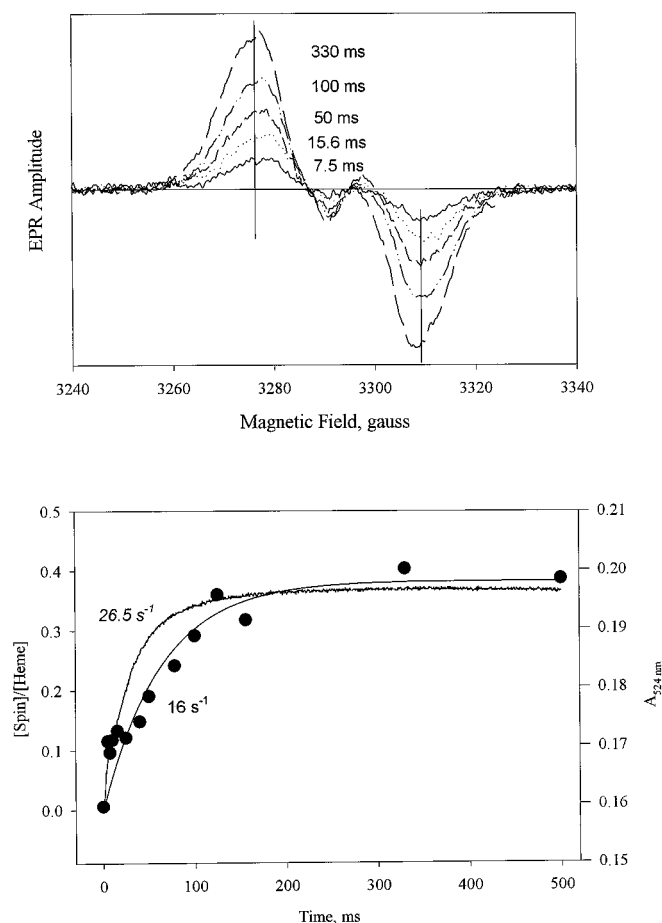 330 ms
100 ms
50 ms
15.6 ms
7.5 ms
EPR Amplitude
3240 3260 3280 3300 3320 3340
Magnetic Field, gauss
0.5
0.4
0.3
0.2
0.1
0.0
[Spin]/[Heme]
26.5 s⁻¹
16 s⁻¹
0.21
0.20
0.19
0.18
0.17
0.16
0.15
A524 nm
0 100 200 300 400 500
Time, ms